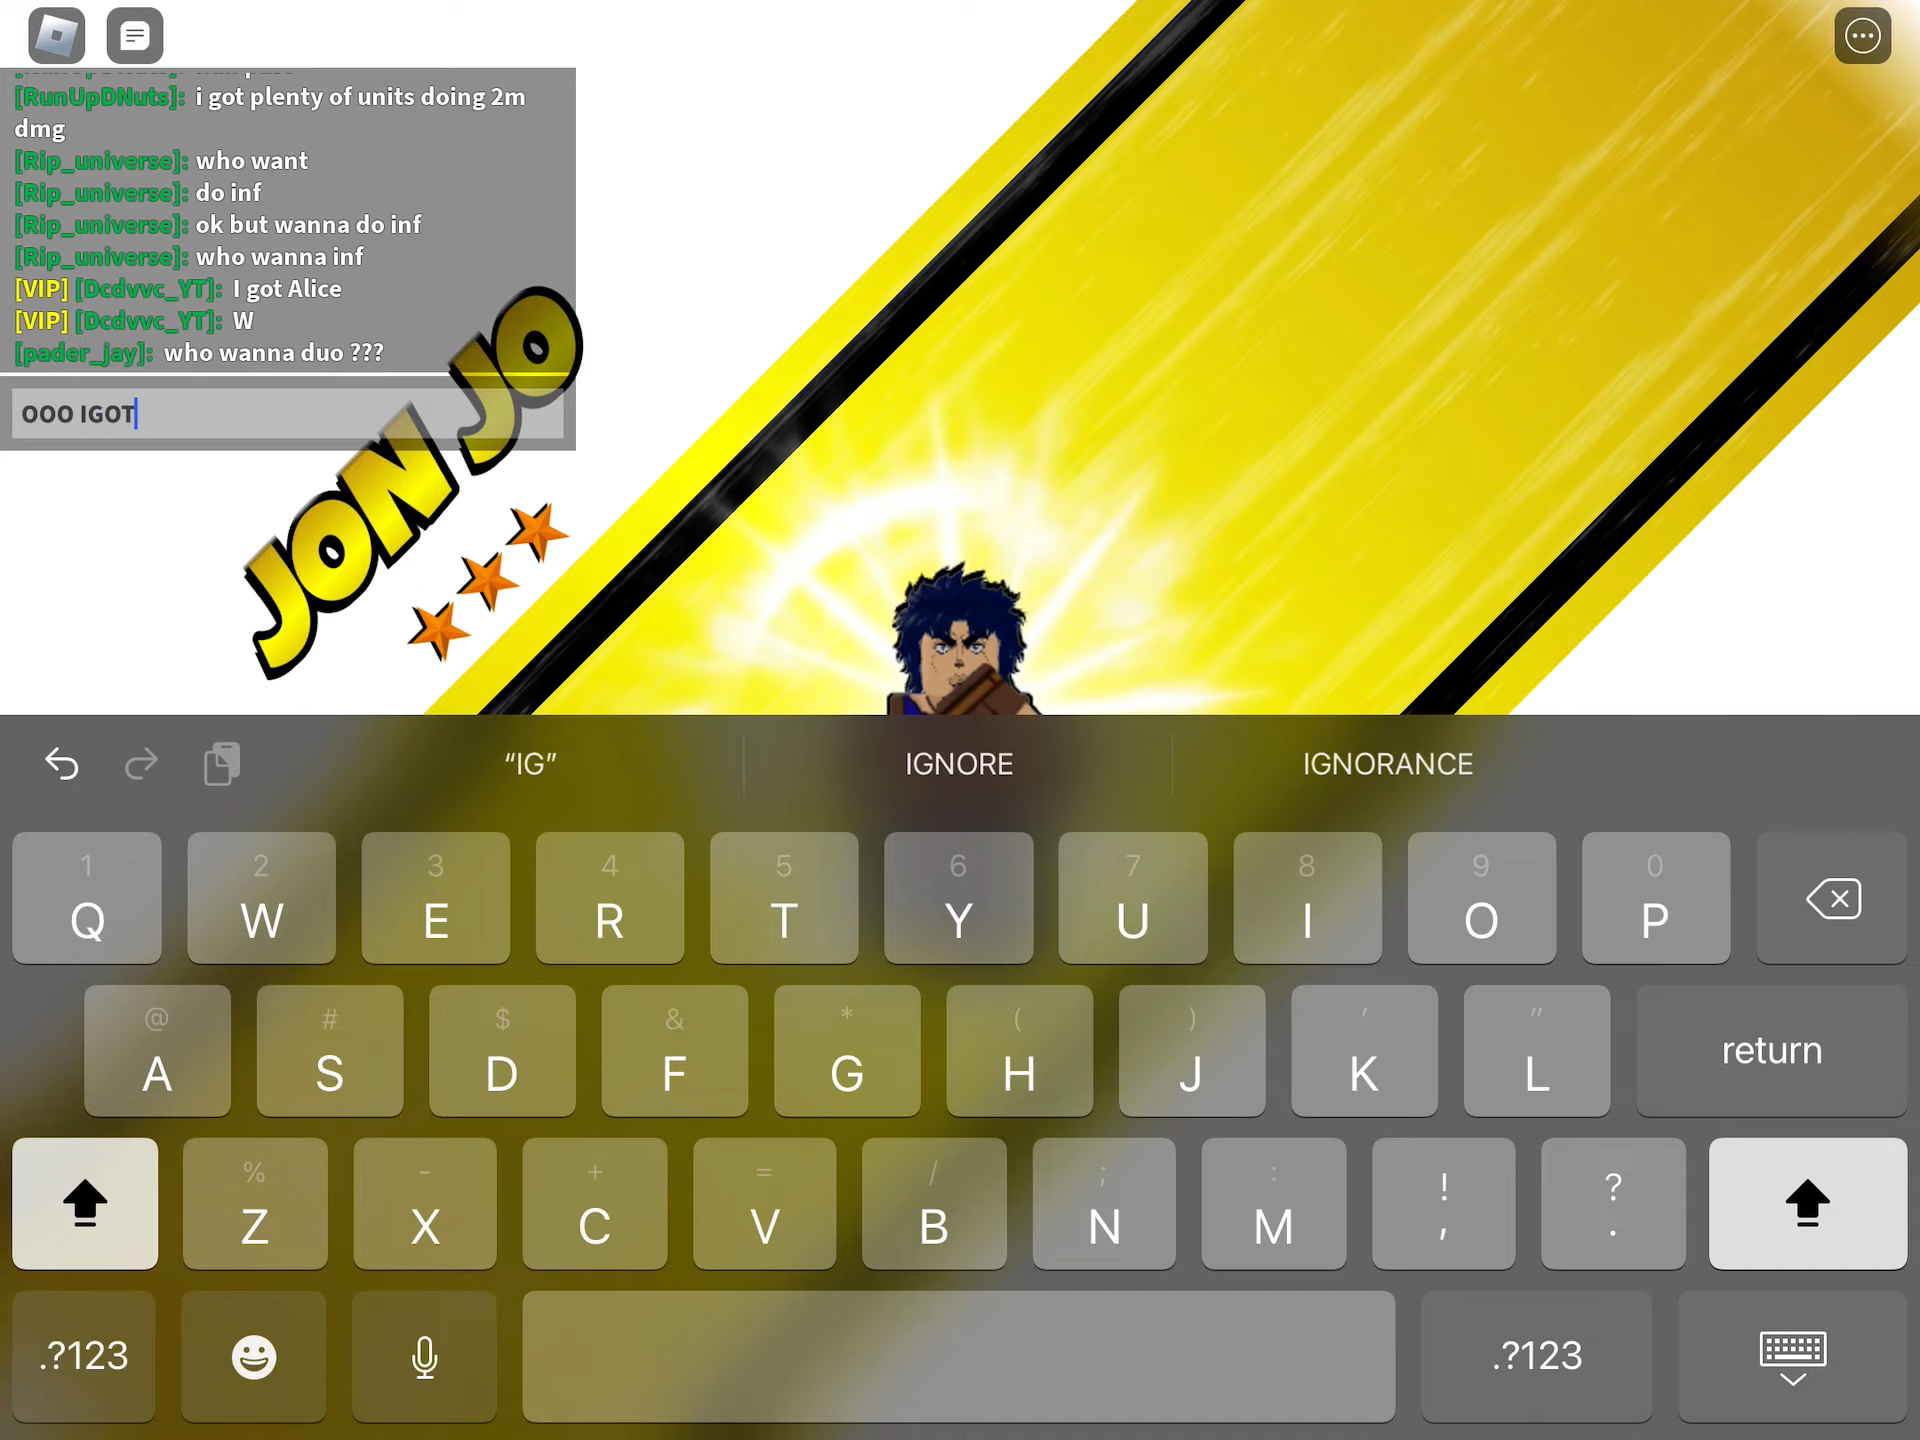 [RunUpDNuts]: i got plenty of units doing 2m
dmg
[Rip_universe]: who want
[Rip_universe]: do inf
[Rip_universe]: ok but wanna do inf
[Rip_universe]: who wanna inf
[VIP] [Dcdvvc_YT]: I got Alice
[VIP] [Dcdvvc_YT]: W
[pader_jay]: who wanna duo ???
OOO IGOT
JON JO
“IG” IGNORE IGNORANCE
1 2 3 4 5 6 7 8 9 0
Q W E R T Y U I O P
@ # $ & * ( ) ' "
A S D F G H J K L return
% - + = / ; : ! ?
Z X C V B N M , .
.?123 .?123